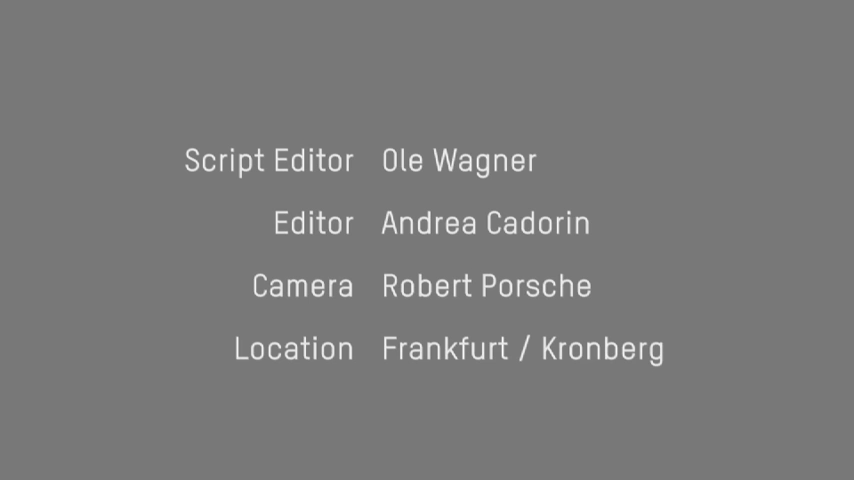 Script Editor Ole Wagner
Editor Andrea Cadorin
Camera Robert Porsche
Location Frankfurt / Kronberg